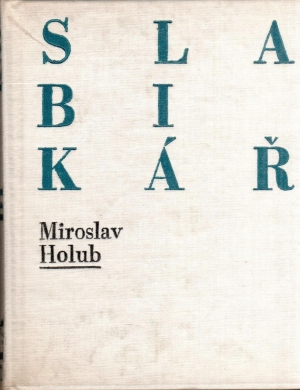 S L A
B I
K Á Ř
Miroslav
Holub